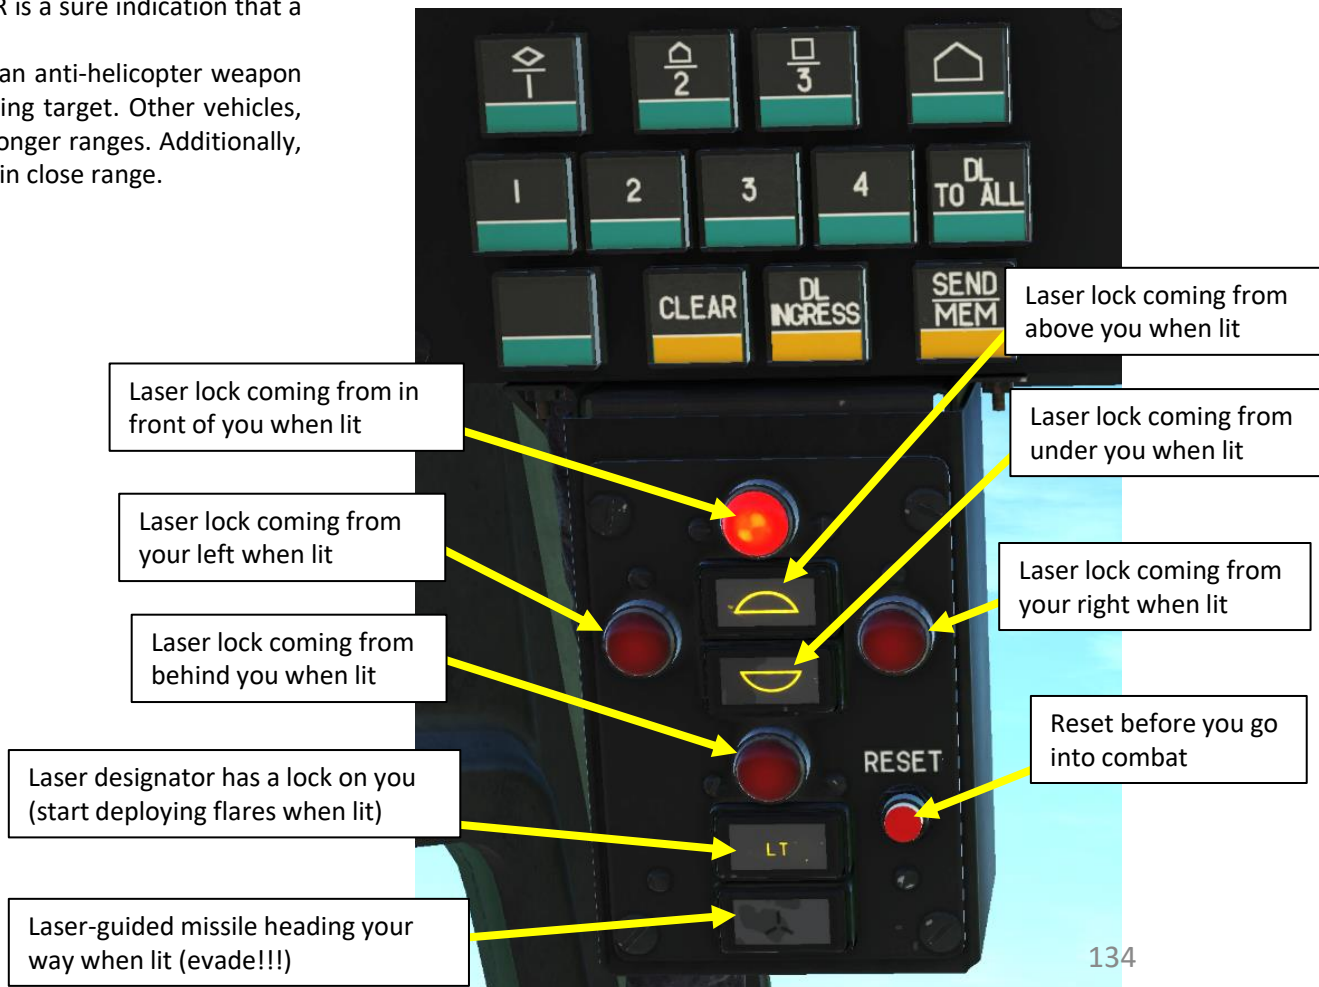 R is a sure indication that a
an anti-helicopter weapon
ing target. Other vehicles,
onger ranges. Additionally,
in close range.
1 2 3
1 2 3 4 DL TO ALL
CLEAR DL INGRESS SEND MEM
Laser lock coming from
above you when lit
Laser lock coming from in
front of you when lit
Laser lock coming from
under you when lit
Laser lock coming from
your left when lit
Laser lock coming from
your right when lit
Laser lock coming from
behind you when lit
Reset before you go
into combat
RESET
Laser designator has a lock on you
(start deploying flares when lit)
LT
Laser-guided missile heading your
way when lit (evade!!!)
134